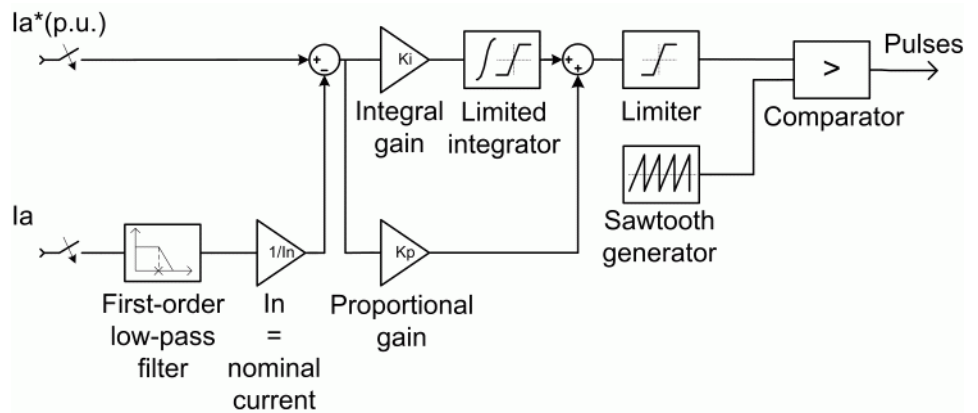 Ia*(p.u.)
Ki
Integral
gain
Limited
integrator
Limiter
>
Comparator
Pulses
Sawtooth
generator
Ia
First-order
low-pass
filter
1/In
In
=
nominal
current
Kp
Proportional
gain